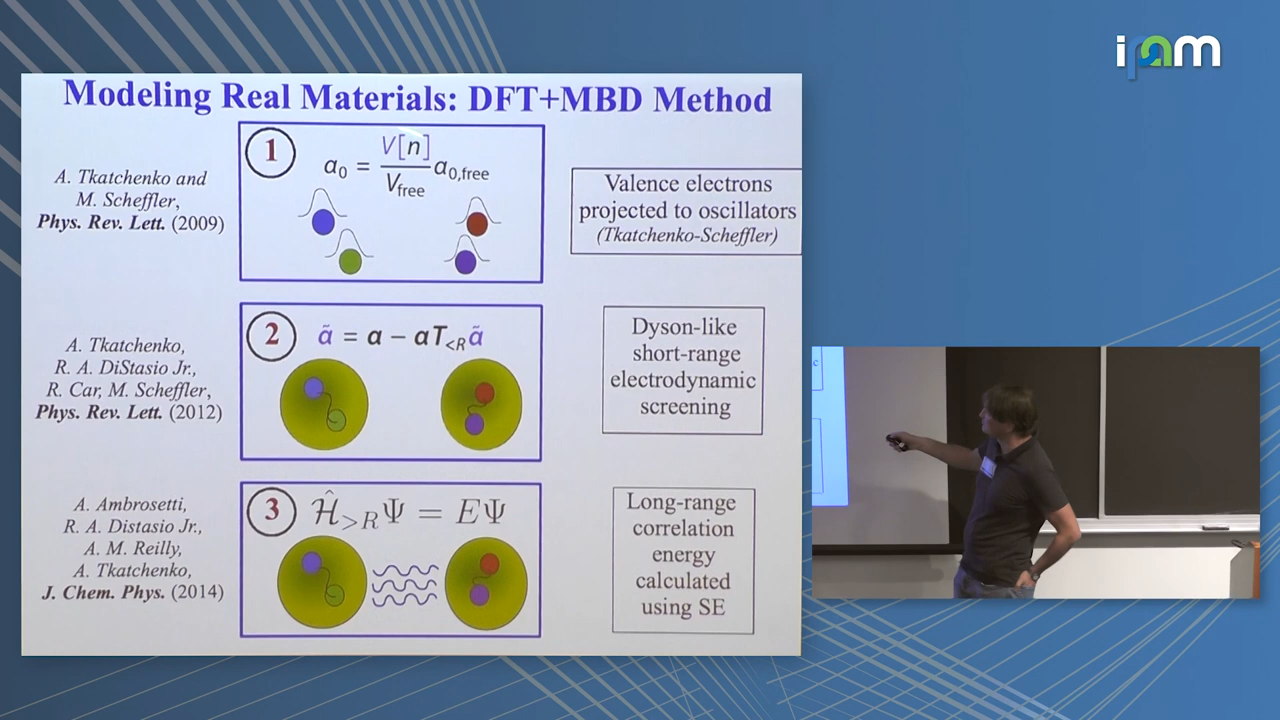 ipam
Modeling Real Materials: DFT+MBD Method
A. Tkatchenko and
M. Scheffler,
Phys. Rev. Lett. (2009)
1
α₀ = V[n] / V_free α₀,free
Valence electrons
projected to oscillators
(Tkatchenko-Scheffler)
A. Tkatchenko,
R. A. DiStasio Jr.,
R. Car, M. Scheffler,
Phys. Rev. Lett. (2012)
2
α̃ = α − αT_<R α̃
Dyson-like
short-range
electrodynamic
screening
A. Ambrosetti,
R. A. Distasio Jr.,
A. M. Reilly,
A. Tkatchenko,
J. Chem. Phys. (2014)
3
Ĥ_>R Ψ = EΨ
Long-range
correlation
energy
calculated
using SE